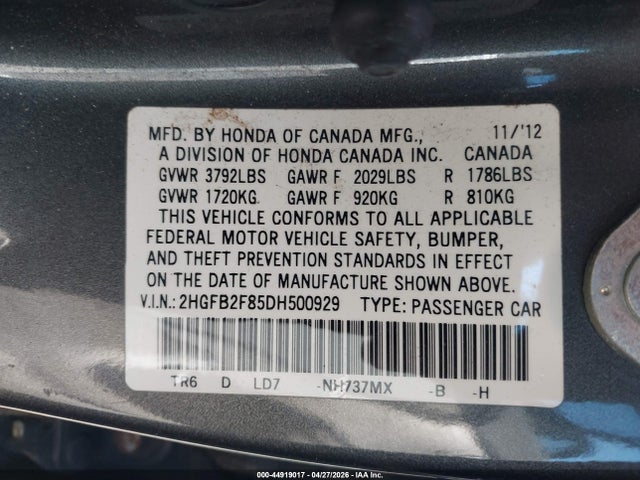 MFD. BY HONDA OF CANADA MFG., 11/'12
A DIVISION OF HONDA CANADA INC. CANADA
GVWR 3792LBS GAWR F 2029LBS R 1786LBS
GVWR 1720KG GAWR F 920KG R 810KG
THIS VEHICLE CONFORMS TO ALL APPLICABLE
FEDERAL MOTOR VEHICLE SAFETY, BUMPER,
AND THEFT PREVENTION STANDARDS IN EFFECT
ON THE DATE OF MANUFACTURE SHOWN ABOVE.
V.I.N.: 2HGFB2F85DH500929 TYPE: PASSENGER CAR
TR6 D LD7 -NH737MX -B -H
000-44919017 - 04/27/2026 - IAA Inc.